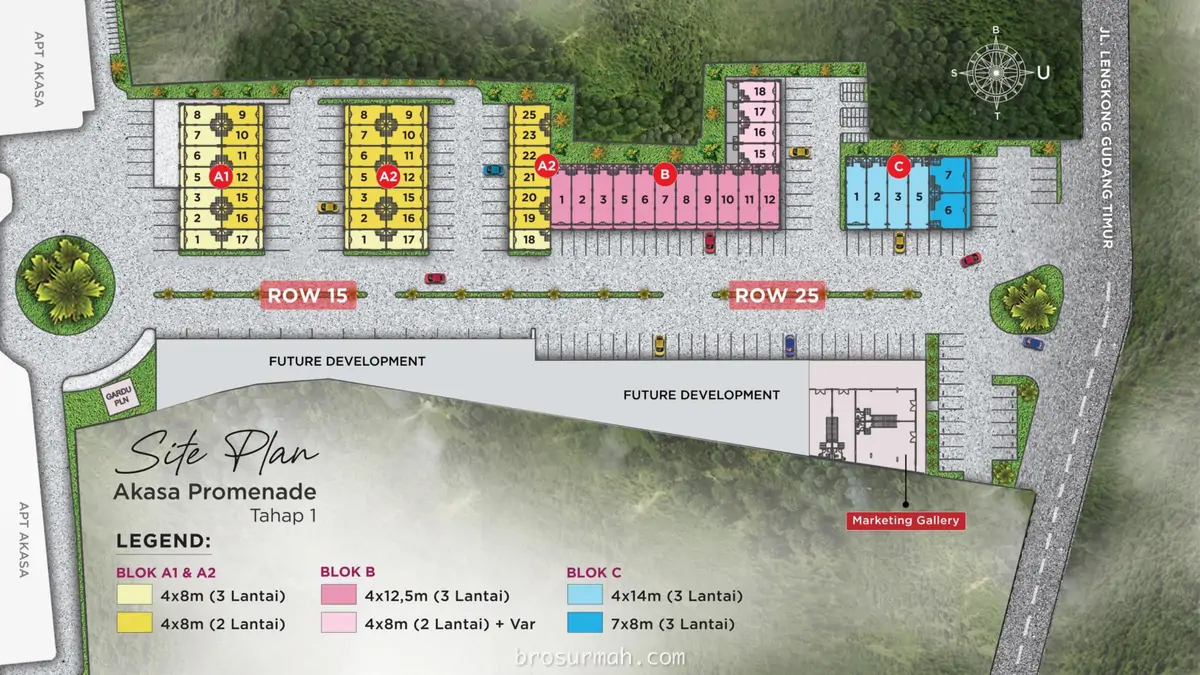 APT AKASA
B
S
U
T
JL. LENGKONG GUDANG TIMUR
8 9
7 10
6 11
5 A1 12
3 15
2 16
1 17
8 9
7 10
6 11
5 A2 12
3 15
2 16
1 17
25
23
22
21
20
19
18
A2
B
1 2 3 5 6 7 8 9 10 11 12
18
17
16
15
C
1 2 3 5
7
6
ROW 15
ROW 25
FUTURE DEVELOPMENT
FUTURE DEVELOPMENT
GARDU
PLN
Marketing Gallery
APT AKASA
Site Plan
Akasa Promenade
Tahap 1
LEGEND:
BLOK A1 & A2
4x8m (3 Lantai)
4x8m (2 Lantai)
BLOK B
4x12,5m (3 Lantai)
4x8m (2 Lantai) + Var
BLOK C
4x14m (3 Lantai)
7x8m (3 Lantai)
brosurmah.com